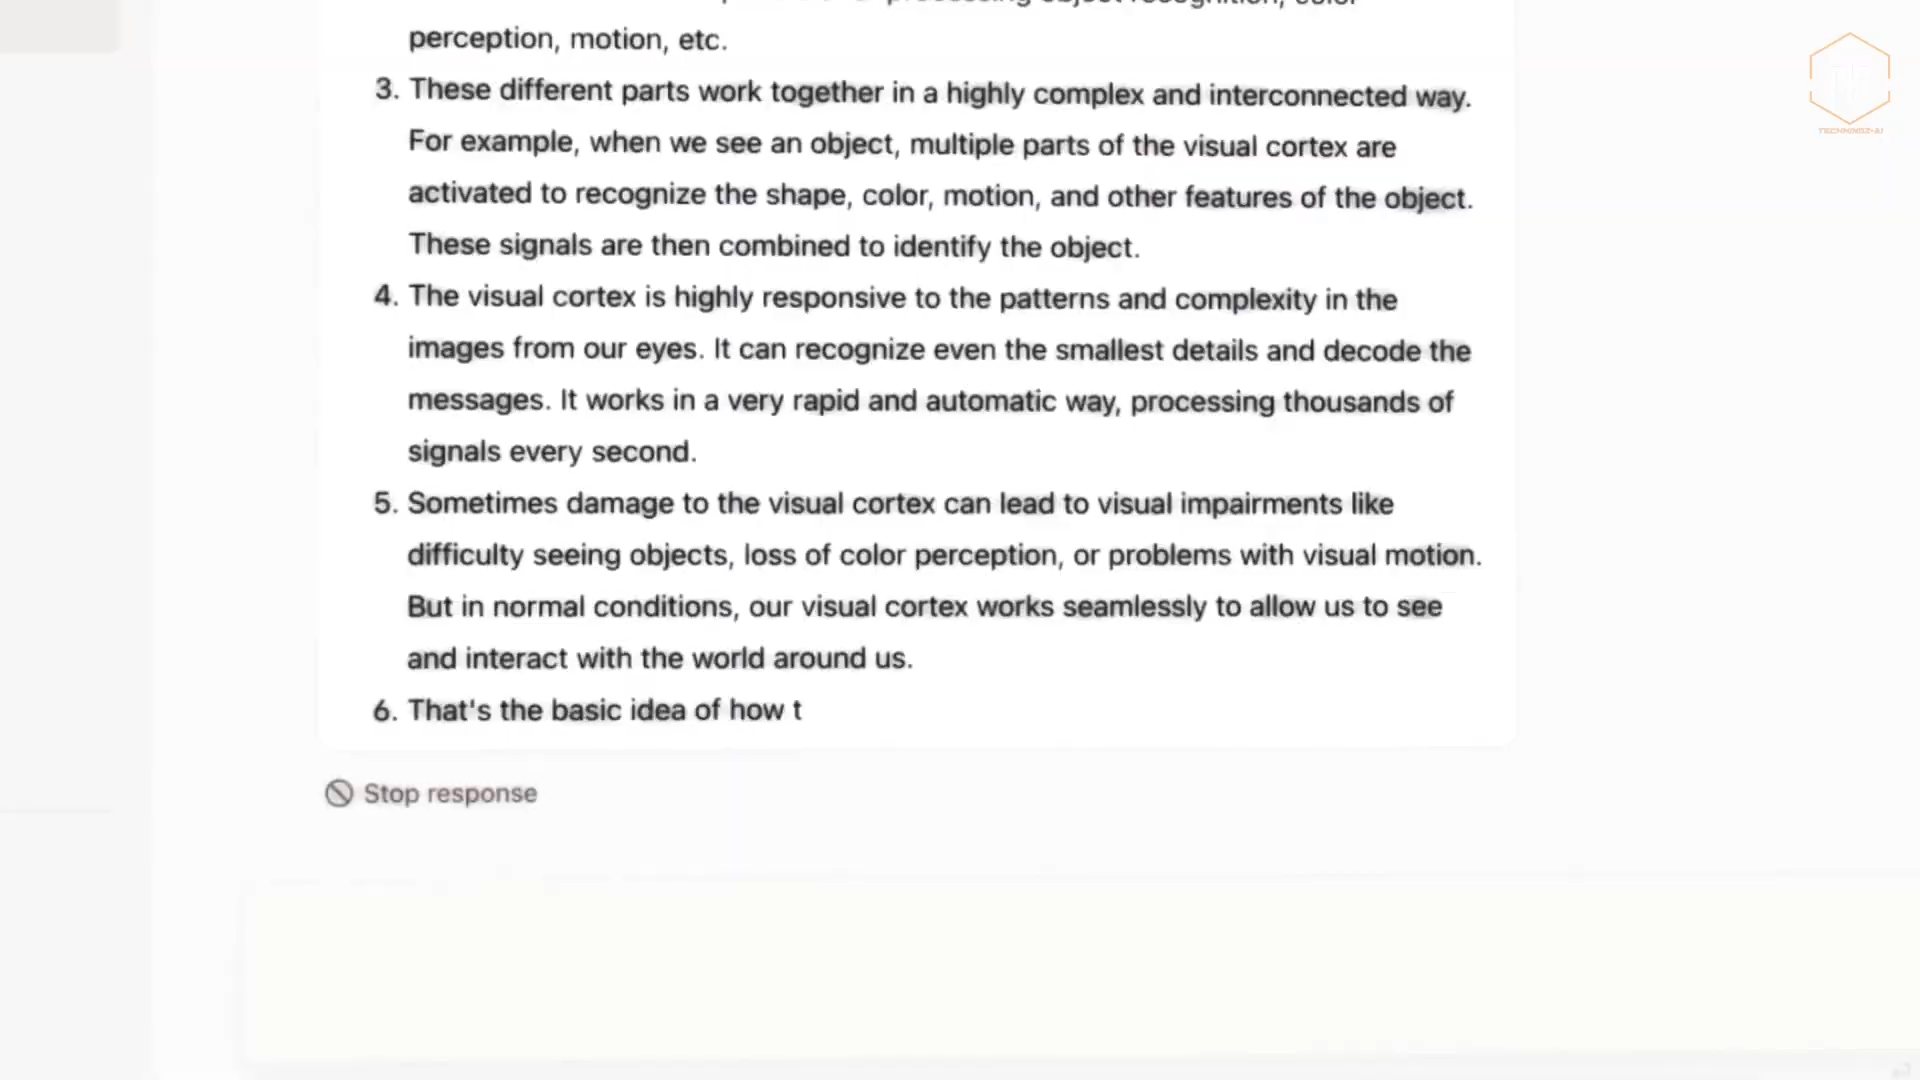 processing object recognition, color
perception, motion, etc.
3. These different parts work together in a highly complex and interconnected way.
For example, when we see an object, multiple parts of the visual cortex are
activated to recognize the shape, color, motion, and other features of the object.
These signals are then combined to identify the object.
4. The visual cortex is highly responsive to the patterns and complexity in the
images from our eyes. It can recognize even the smallest details and decode the
messages. It works in a very rapid and automatic way, processing thousands of
signals every second.
5. Sometimes damage to the visual cortex can lead to visual impairments like
difficulty seeing objects, loss of color perception, or problems with visual motion.
But in normal conditions, our visual cortex works seamlessly to allow us to see
and interact with the world around us.
6. That's the basic idea of how t
Stop response